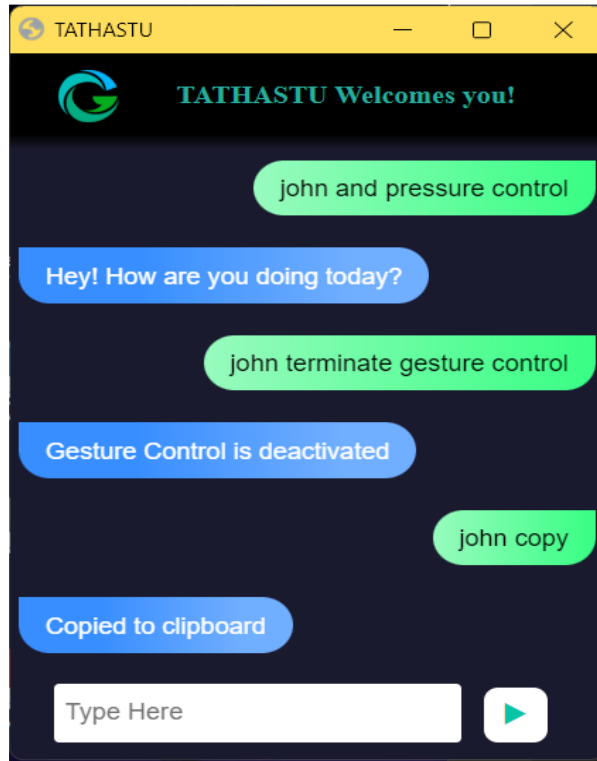 TATHASTU
TATHASTU Welcomes you!
john and pressure control
Hey! How are you doing today?
john terminate gesture control
Gesture Control is deactivated
john copy
Copied to clipboard
Type Here